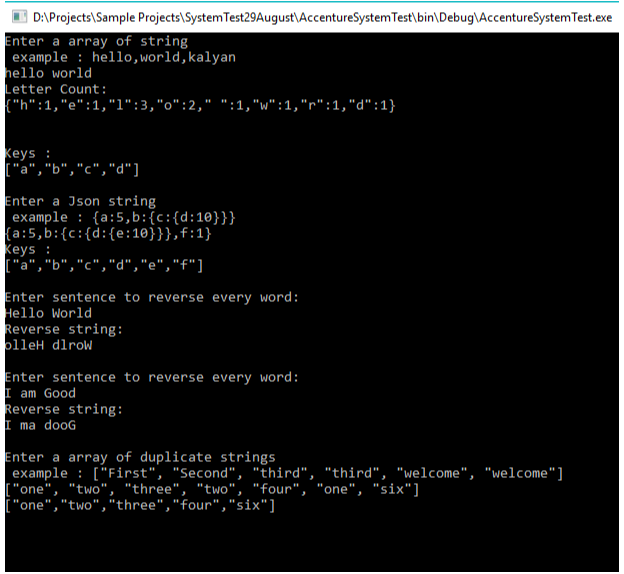 D:\Projects\Sample Projects\SystemTest29August\AccentureSystemTest\bin\Debug\AccentureSystemTest.exe
Enter a array of string
 example : hello,world,kalyan
hello world
Letter Count:
{"h":1,"e":1,"l":3,"o":2," ":1,"w":1,"r":1,"d":1}
Keys :
["a","b","c","d"]
Enter a Json string
 example : {a:5,b:{c:{d:10}}}
{a:5,b:{c:{d:{e:10}}},f:1}
Keys :
["a","b","c","d","e","f"]
Enter sentence to reverse every word:
Hello World
Reverse string:
olleH dlroW
Enter sentence to reverse every word:
I am Good
Reverse string:
I ma dooG
Enter a array of duplicate strings
 example : ["First", "Second", "third", "third", "welcome", "welcome"]
["one", "two", "three", "two", "four", "one", "six"]
["one","two","three","four","six"]